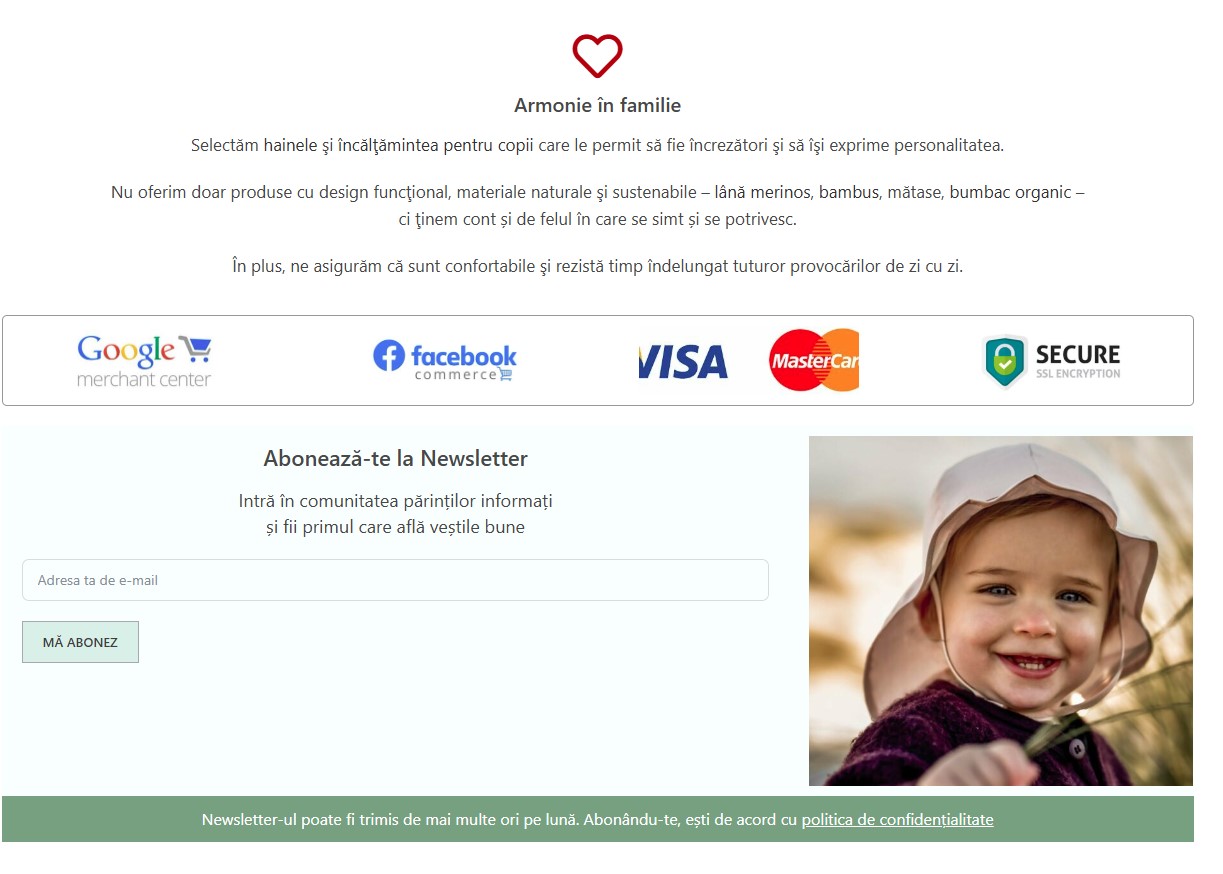 Armonie în familie
Selectăm hainele şi încălţămintea pentru copii care le permit să fie încrezători şi să îşi exprime personalitatea.
Nu oferim doar produse cu design funcţional, materiale naturale şi sustenabile – lână merinos, bambus, mătase, bumbac organic –
ci ţinem cont și de felul în care se simt și se potrivesc.
În plus, ne asigurăm că sunt confortabile şi rezistă timp îndelungat tuturor provocărilor de zi cu zi.
Google
merchant center
facebook
commerce
VISA
MasterCar
SECURE
SSL ENCRYPTION
Abonează-te la Newsletter
Intră în comunitatea părinților informați
și fii primul care află veștile bune
Adresa ta de e-mail
MĂ ABONEZ
Newsletter-ul poate fi trimis de mai multe ori pe lună. Abonându-te, ești de acord cu politica de confidențialitate